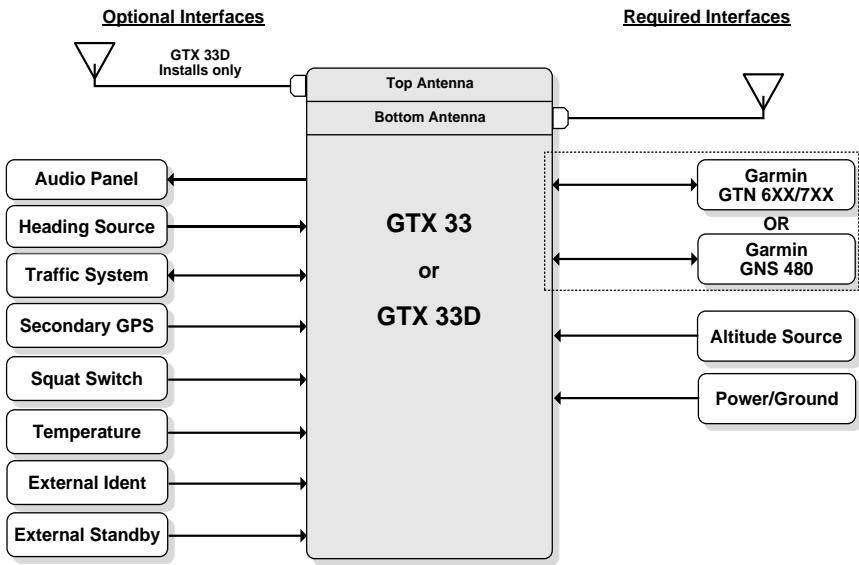 Optional Interfaces
Required Interfaces
GTX 33D
Installs only
Top Antenna
Bottom Antenna
Audio Panel
Heading Source
Traffic System
Secondary GPS
Squat Switch
Temperature
External Ident
External Standby
GTX 33
or
GTX 33D
Garmin
GTN 6XX/7XX
OR
Garmin
GNS 480
Altitude Source
Power/Ground